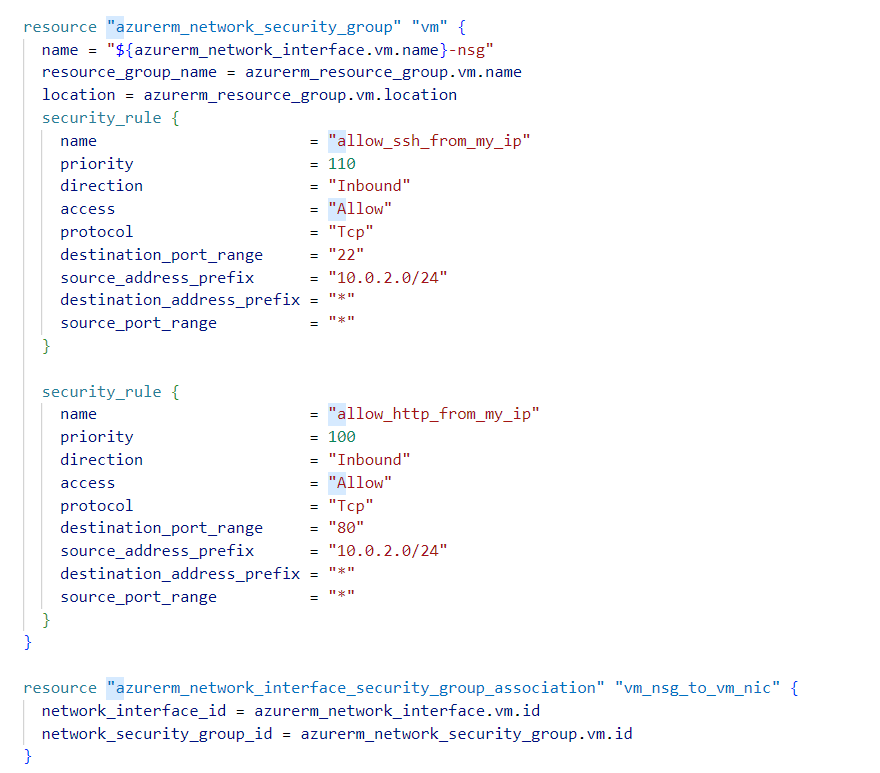 resource "azurerm_network_security_group" "vm" {
  name = "${azurerm_network_interface.vm.name}-nsg"
  resource_group_name = azurerm_resource_group.vm.name
  location = azurerm_resource_group.vm.location
  security_rule {
    name                       = "allow_ssh_from_my_ip"
    priority                   = 110
    direction                  = "Inbound"
    access                     = "Allow"
    protocol                   = "Tcp"
    destination_port_range     = "22"
    source_address_prefix      = "10.0.2.0/24"
    destination_address_prefix = "*"
    source_port_range          = "*"
  }

  security_rule {
    name                       = "allow_http_from_my_ip"
    priority                   = 100
    direction                  = "Inbound"
    access                     = "Allow"
    protocol                   = "Tcp"
    destination_port_range     = "80"
    source_address_prefix      = "10.0.2.0/24"
    destination_address_prefix = "*"
    source_port_range          = "*"
  }
}

resource "azurerm_network_interface_security_group_association" "vm_nsg_to_vm_nic" {
  network_interface_id = azurerm_network_interface.vm.id
  network_security_group_id = azurerm_network_security_group.vm.id
}